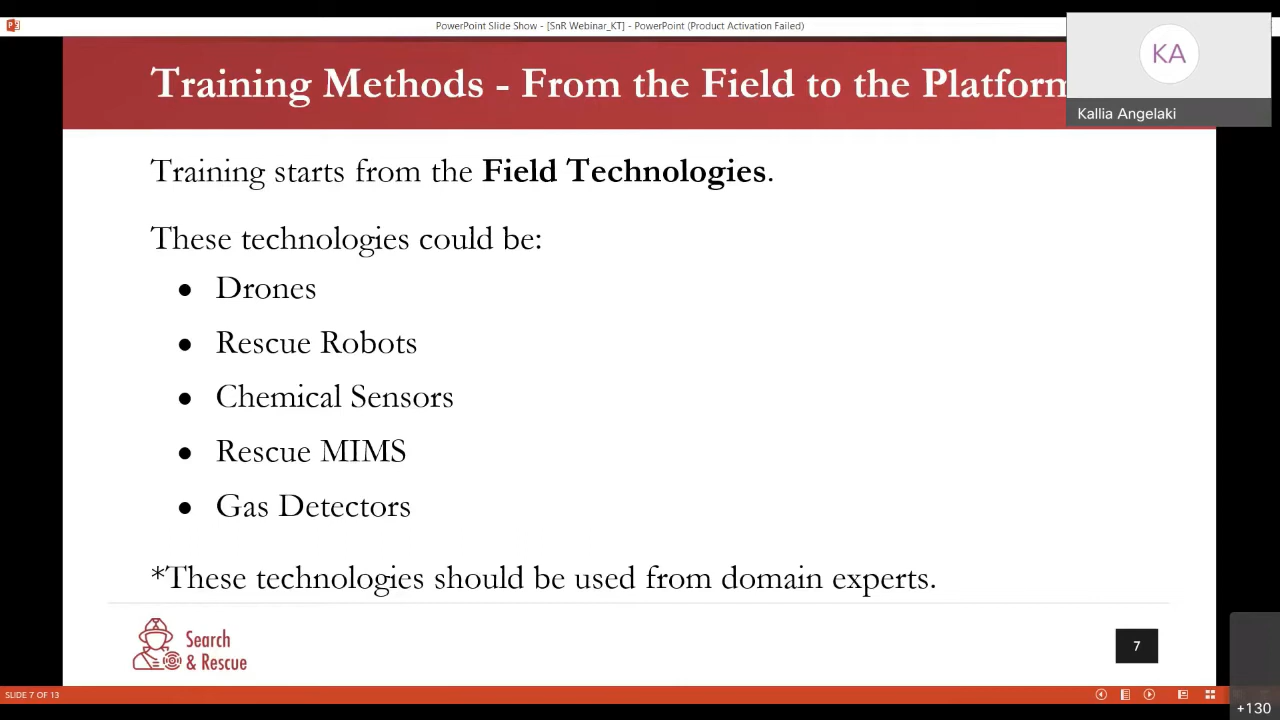 PowerPoint Slide Show - [SnR Webinar_KT] - PowerPoint (Product Activation Failed)
KA
Kallia Angelaki
Training Methods - From the Field to the Platform
Training starts from the Field Technologies.
These technologies could be:
● Drones
● Rescue Robots
● Chemical Sensors
● Rescue MIMS
● Gas Detectors
*These technologies should be used from domain experts.
Search
& Rescue
7
SLIDE 7 OF 13
+130